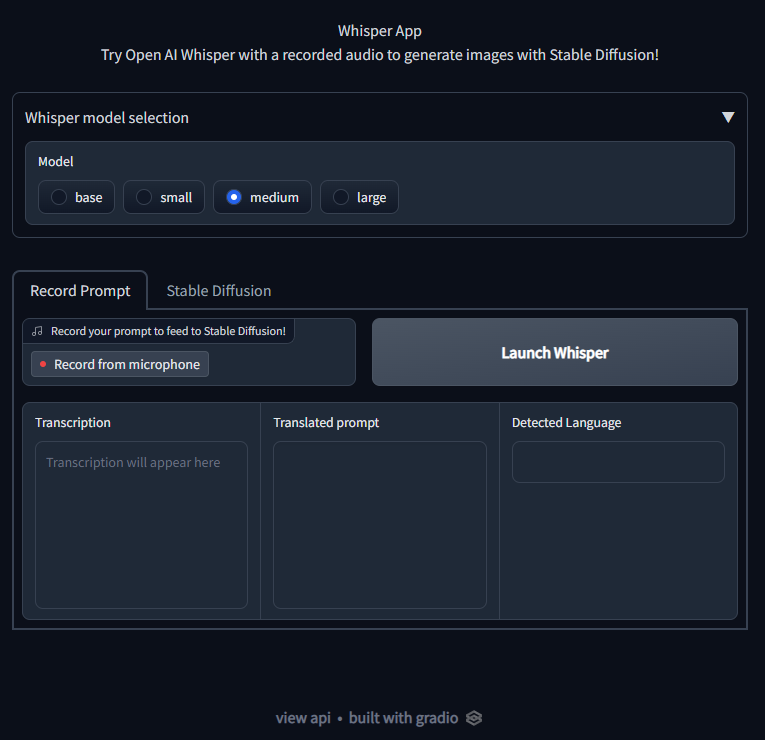 Whisper App
Try Open AI Whisper with a recorded audio to generate images with Stable Diffusion!
Whisper model selection ▼
Model
base small medium large
Record Prompt Stable Diffusion
Record your prompt to feed to Stable Diffusion!
Record from microphone
Launch Whisper
Transcription Translated prompt Detected Language
Transcription will appear here
view api • built with gradio